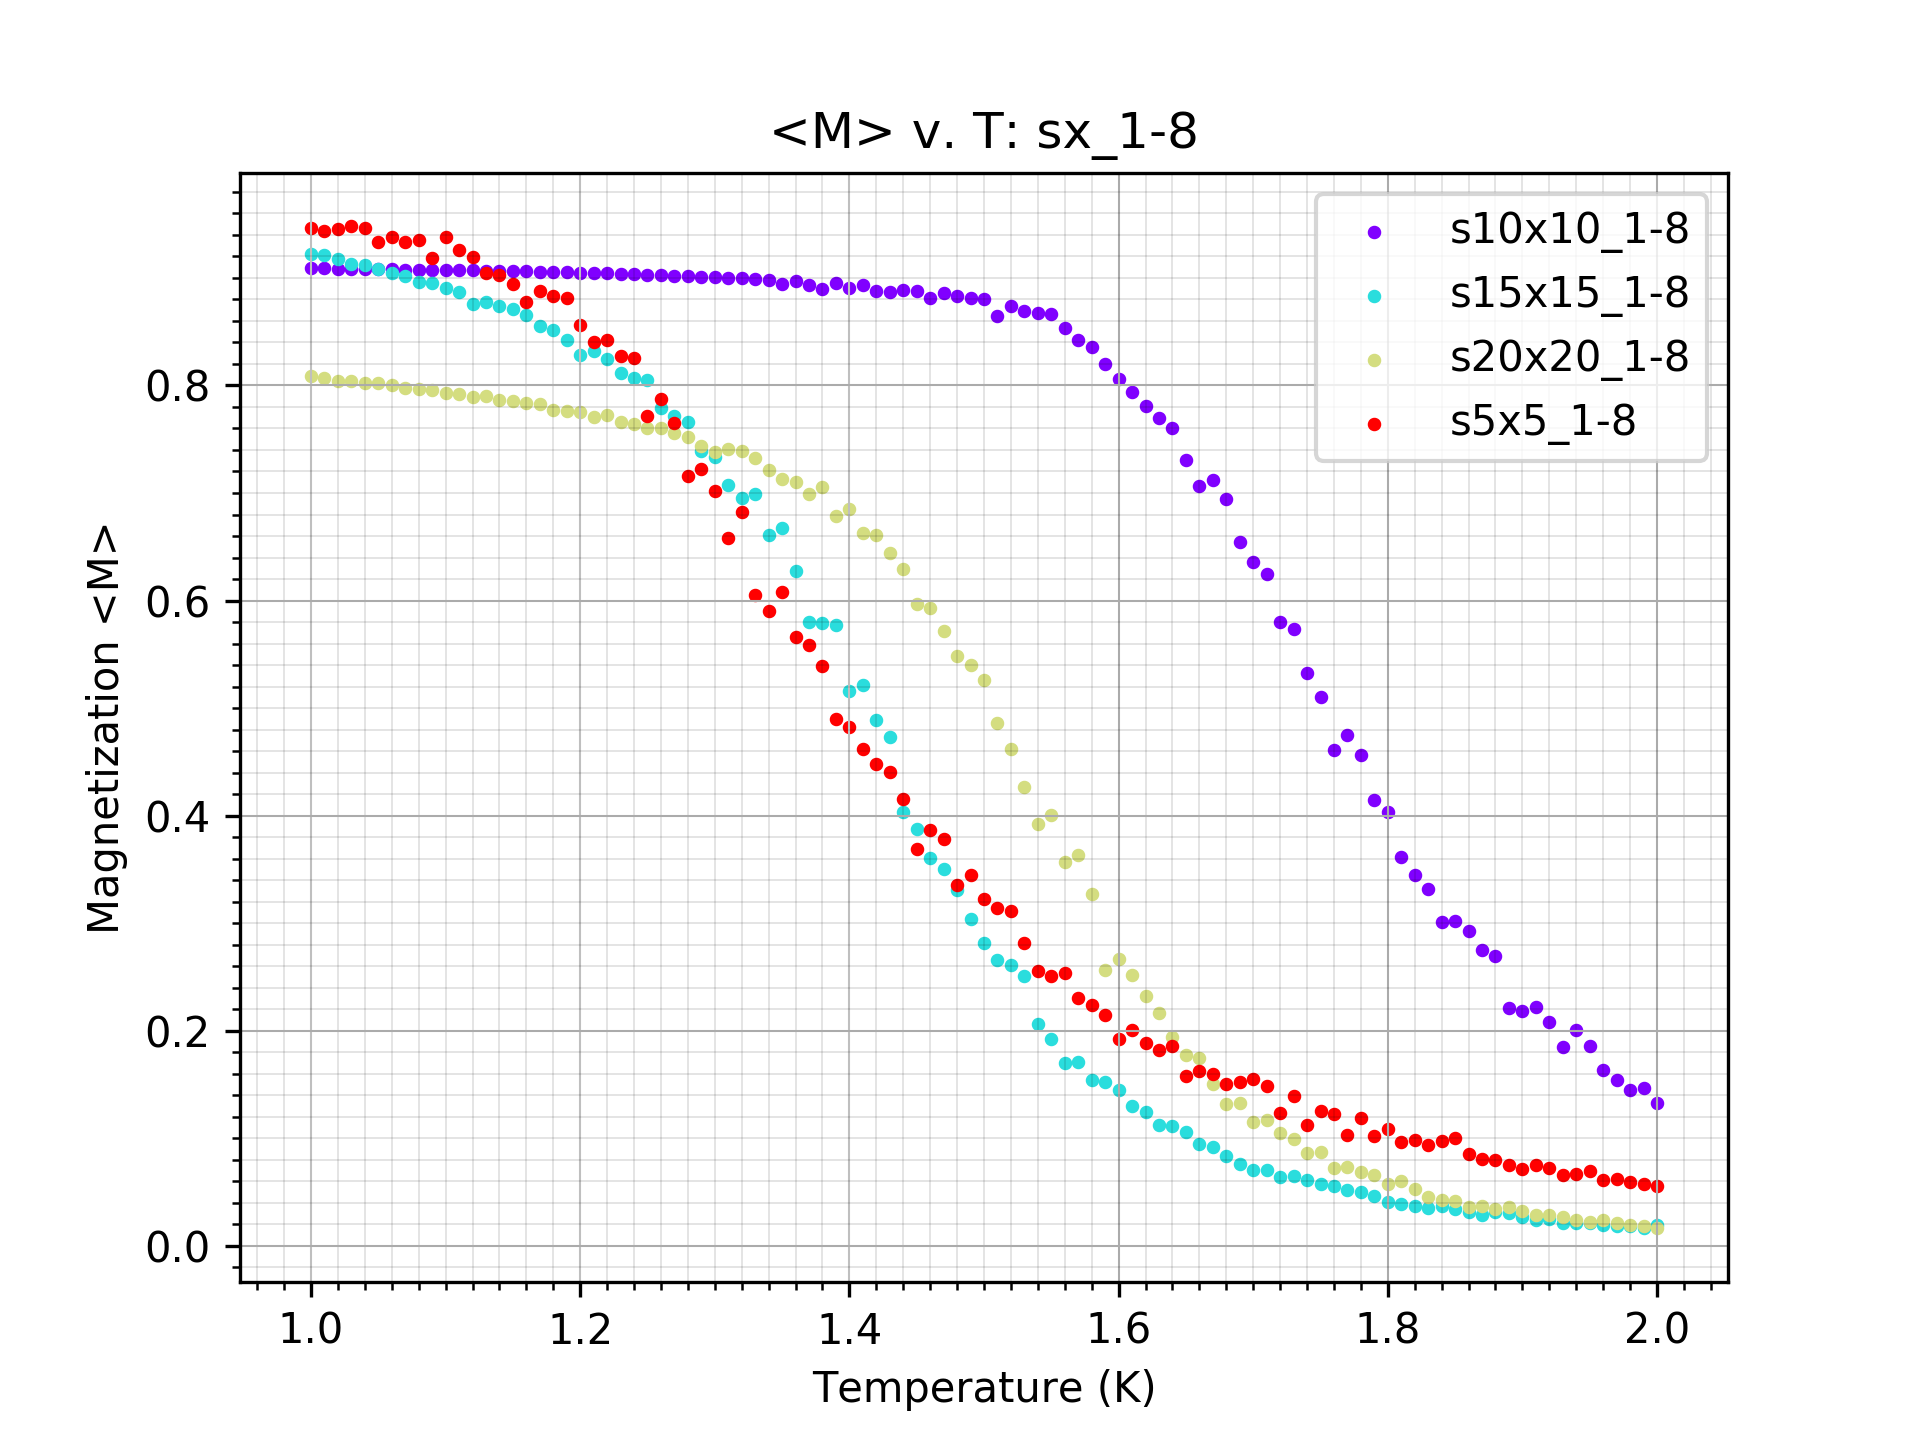 <M> v. T: sx_1-8
s10x10_1-8
s15x15_1-8
s20x20_1-8
s5x5_1-8
Magnetization <M>
0.8
0.6
0.4
0.2
0.0
1.0 1.2 1.4 1.6 1.8 2.0
Temperature (K)